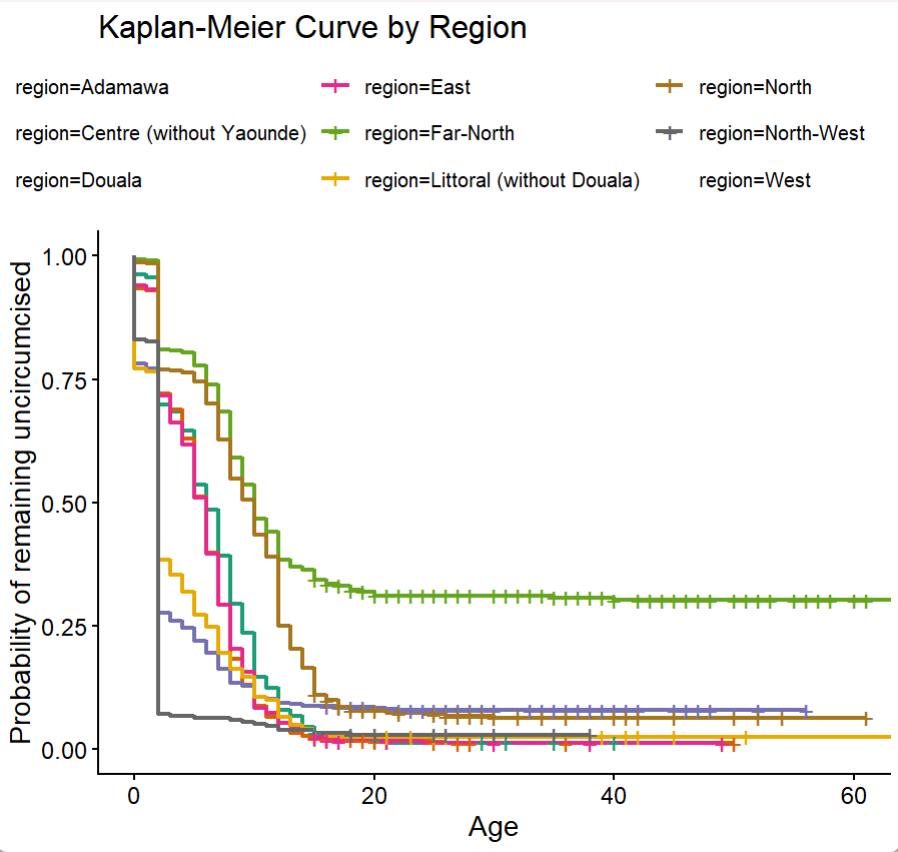 Kaplan-Meier Curve by Region
region=Adamawa region=East region=North
region=Centre (without Yaounde) region=Far-North region=North-West
region=Douala region=Littoral (without Douala) region=West
Probability of remaining uncircumcised
1.00
0.75
0.50
0.25
0.00
0 20 40 60
Age